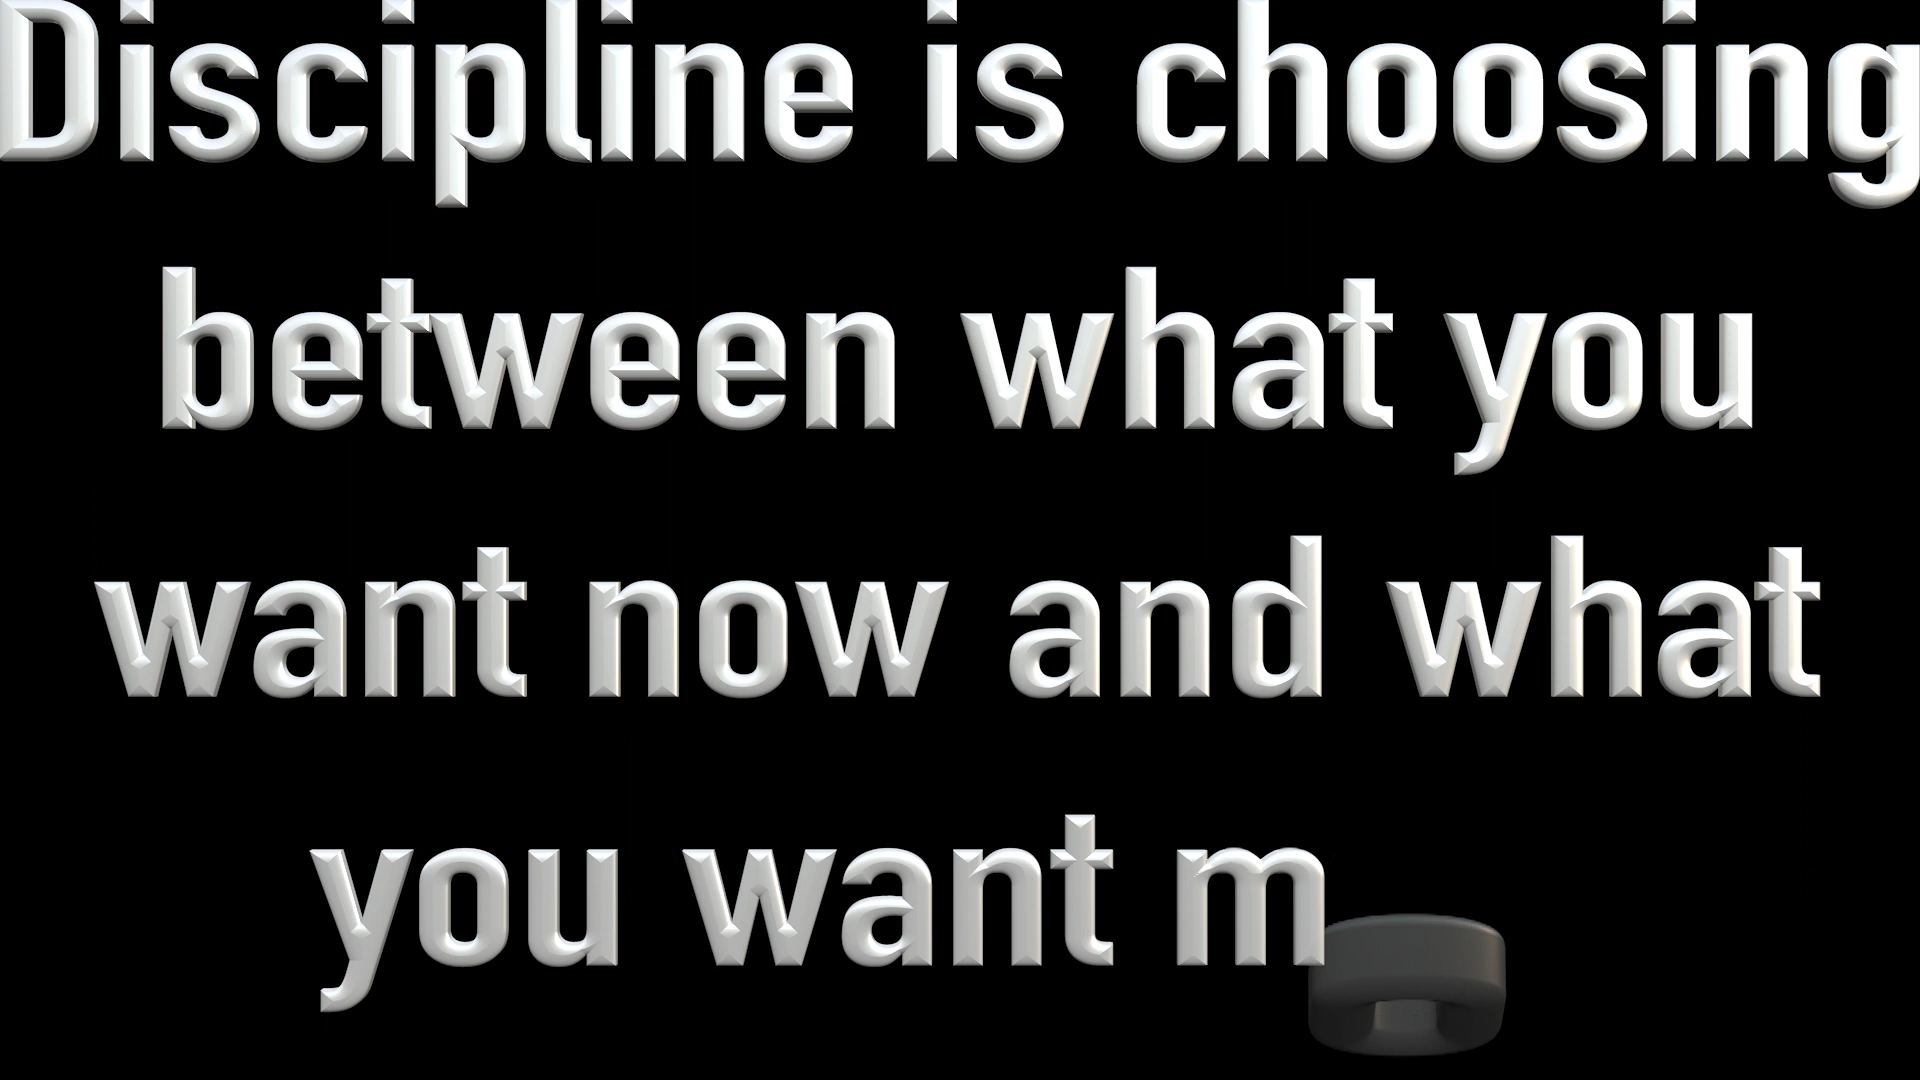 Discipline is choosing
between what you
want now and what
you want m